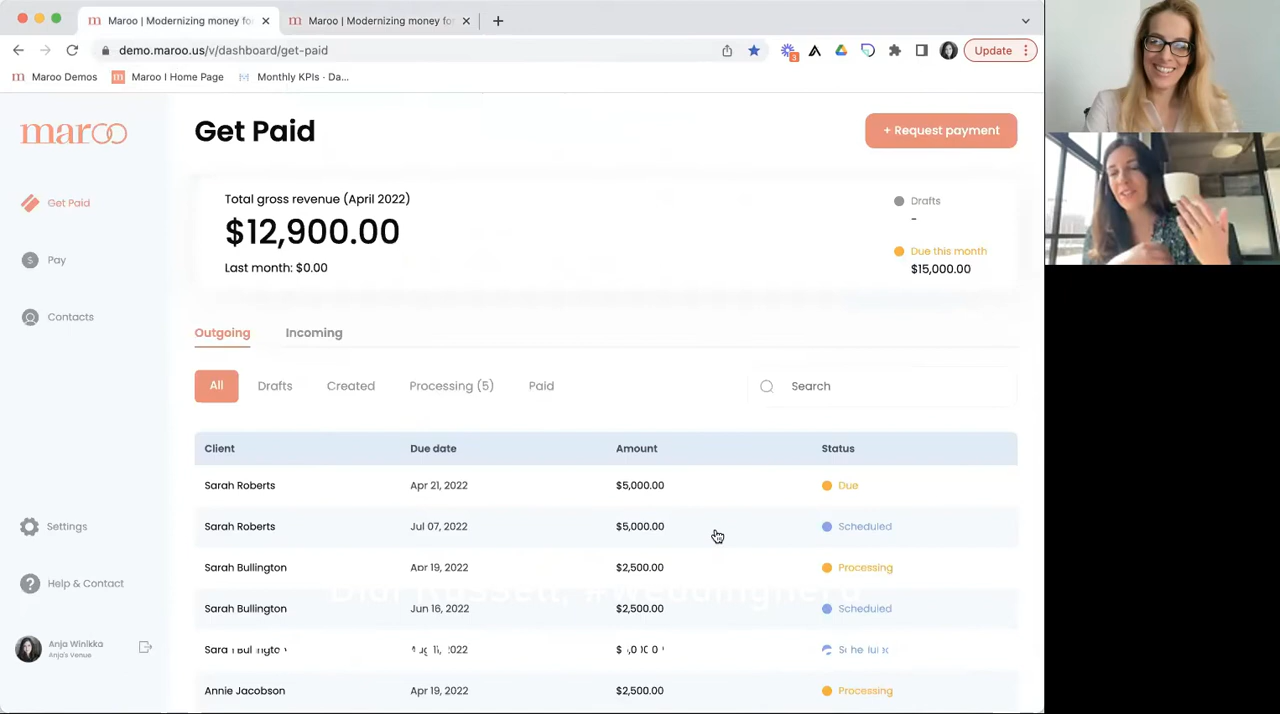 Maroo | Modernizing money fo
Maroo | Modernizing money for
demo.maroo.us/v/dashboard/get-paid
3
Update
Maroo Demos
Maroo I Home Page
Monthly KPIs - Da...
maroo
Get Paid
Pay
Contacts
Settings
Help & Contact
Anja Winikka
Anja's Venue
Get Paid
+ Request payment
Total gross revenue (April 2022)
$12,900.00
Last month: $0.00
Drafts
-
Due this month
$15,000.00
Outgoing Incoming
All Drafts Created Processing (5) Paid
Search
Client Due date Amount Status
Sarah Roberts Apr 21, 2022 $5,000.00 Due
Sarah Roberts Jul 07, 2022 $5,000.00 Scheduled
Sarah Bullington Apr 19, 2022 $2,500.00 Processing
Sarah Bullington Jun 16, 2022 $2,500.00 Scheduled
Annie Jacobson Apr 19, 2022 $2,500.00 Processing